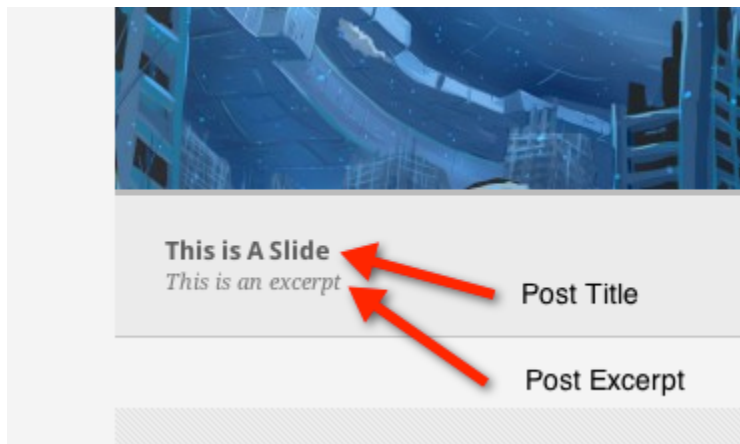 This is A Slide
This is an excerpt
Post Title
Post Excerpt